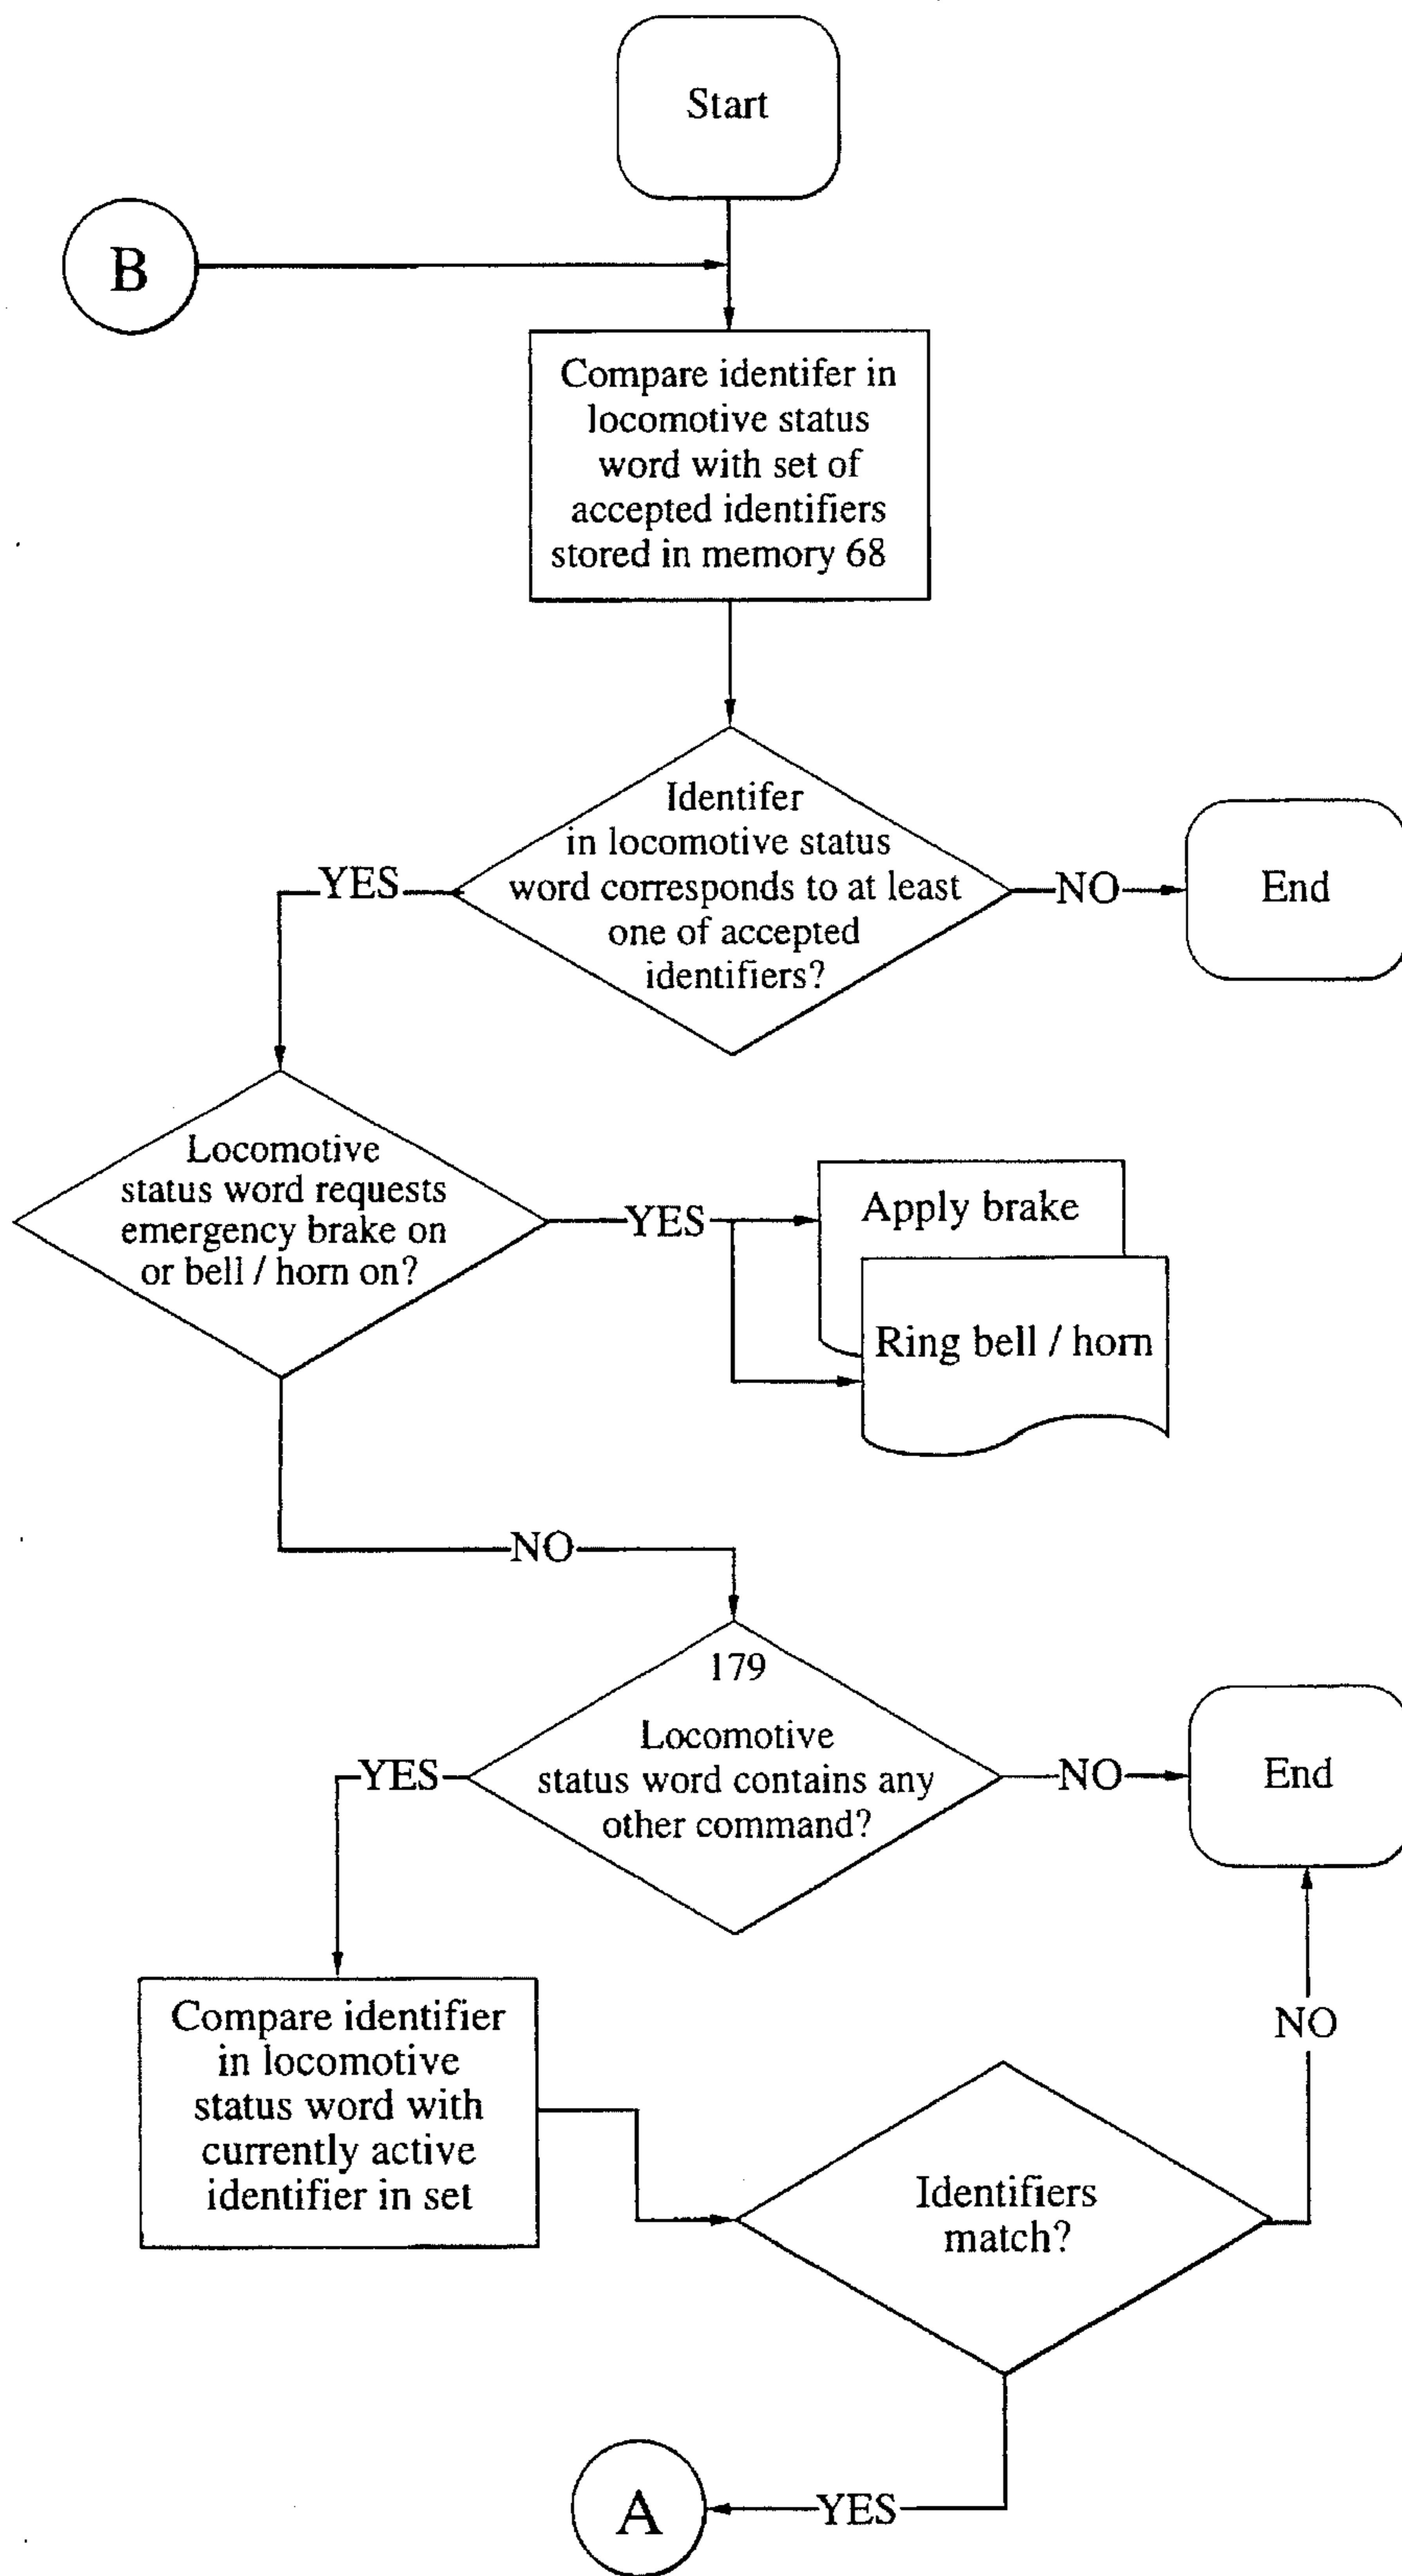 Start
B
Compare identifer in
locomotive status
word with set of
accepted identifiers
stored in memory 68
Identifer
in locomotive status
word corresponds to at least
one of accepted
identifiers?
YES
NO
End
Locomotive
status word requests
emergency brake on
or bell / horn on?
YES
Apply brake
Ring bell / horn
NO
179
Locomotive
status word contains any
other command?
YES
NO
End
Compare identifier
in locomotive
status word with
currently active
identifier in set
NO
Identifiers
match?
YES
A